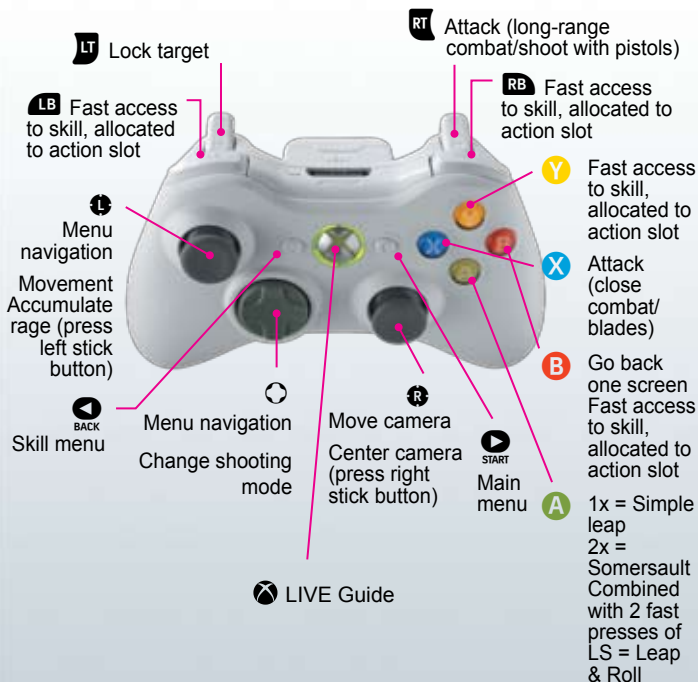 LT Lock target
RT Attack (long-range
combat/shoot with pistols)
LB Fast access
to skill, allocated
to action slot
RB Fast access
to skill, allocated to
action slot
L
Menu
navigation
Movement
Accumulate
rage (press
left stick
button)
BACK
Skill menu
Menu navigation
Change shooting
mode
R
Move camera
Center camera
(press right
stick button)
START
Main
menu
LIVE Guide
Y Fast access
to skill,
allocated to
action slot
X Attack
(close
combat/
blades)
B Go back
one screen
Fast access
to skill,
allocated to
action slot
A 1x = Simple
leap
2x =
Somersault
Combined
with 2 fast
presses of
LS = Leap
& Roll
X
B